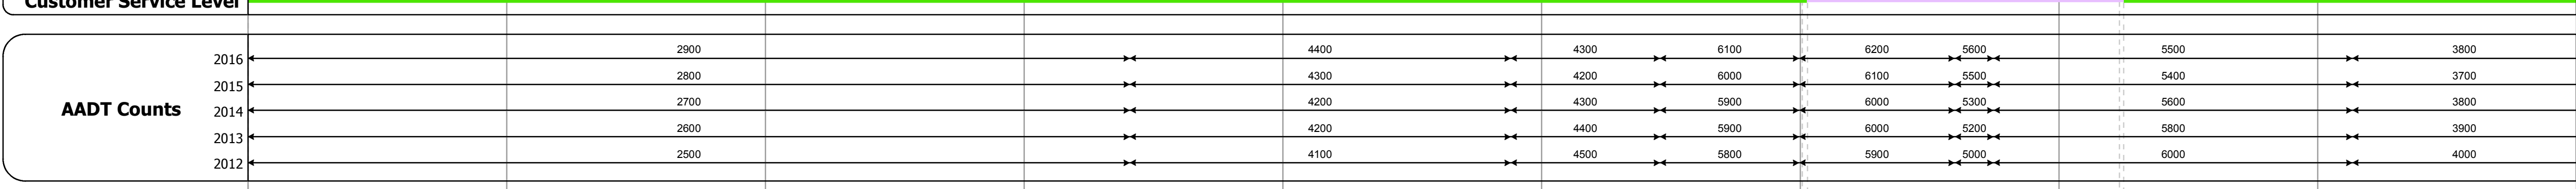 Customer Service Level
2900 4400 4300 6100 6200 5600 5500 3800
2016
2800 4300 4200 6000 6100 5500 5400 3700
2015
2700 4200 4300 5900 6000 5300 5600 3800
AADT Counts 2014
2600 4200 4400 5900 6000 5200 5800 3900
2013
2500 4100 4500 5800 5900 5000 6000 4000
2012